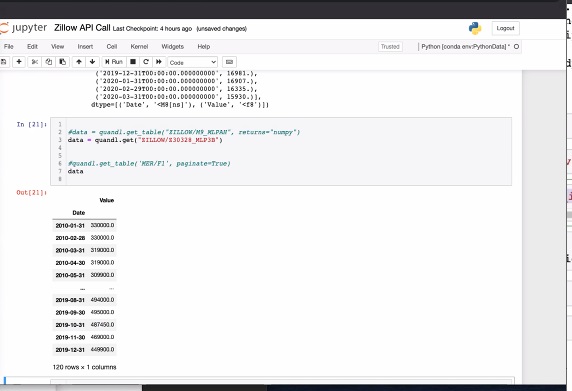 jupyter Zillow API Call Last Checkpoint: 4 hours ago (unsaved changes)
Logout
File Edit View Insert Cell Kernel Widgets Help
Trusted
Python [conda env:PythonData] *
Run
Code
('2019-12-31T00:00:00.000000000', 16981.),
('2020-01-31T00:00:00.000000000', 16907.),
('2020-02-29T00:00:00.000000000', 16335.),
('2020-03-31T00:00:00.000000000', 15930.)],
dtype=[('Date', '<M8[ns]'), ('Value', '<f8')])
In [21]:
1
2 #data = quandl.get_table("ZILLOW/M9_MLPAH", returns="numpy")
3 data = quandl.get("ZILLOW/Z30328_MLP3B")
4
5
6 #quandl.get_table('MER/F1', paginate=True)
7 data
8
Out[21]:
Value
Date
2010-01-31 330000.0
2010-02-28 330000.0
2010-03-31 319000.0
2010-04-30 319000.0
2010-05-31 309900.0
... ...
2019-08-31 494000.0
2019-09-30 495000.0
2019-10-31 487450.0
2019-11-30 469000.0
2019-12-31 449900.0
120 rows × 1 columns